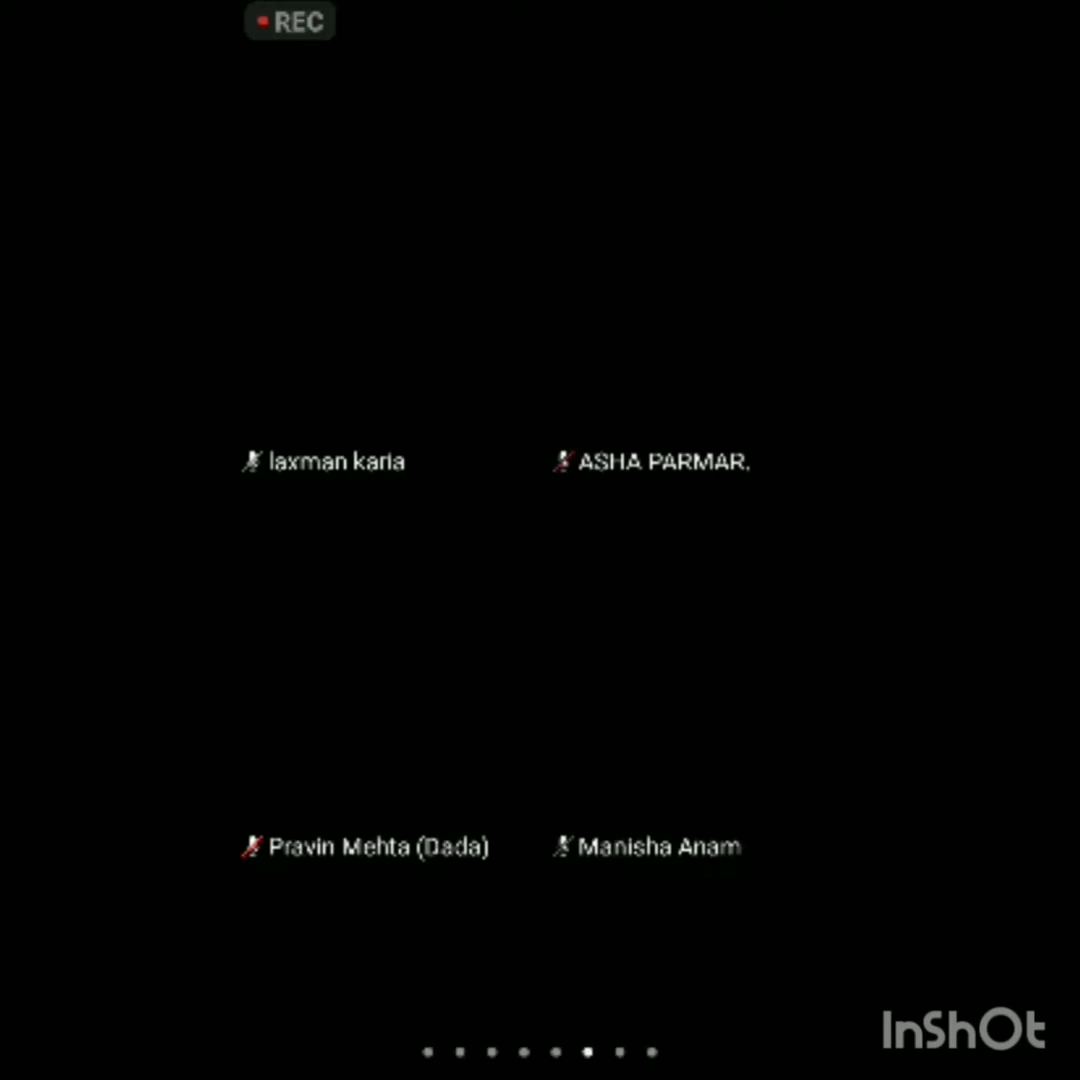 REC
laxman karia
ASHA PARMAR.
Pravin Mehta (Dada)
Manisha Anam
InShOt